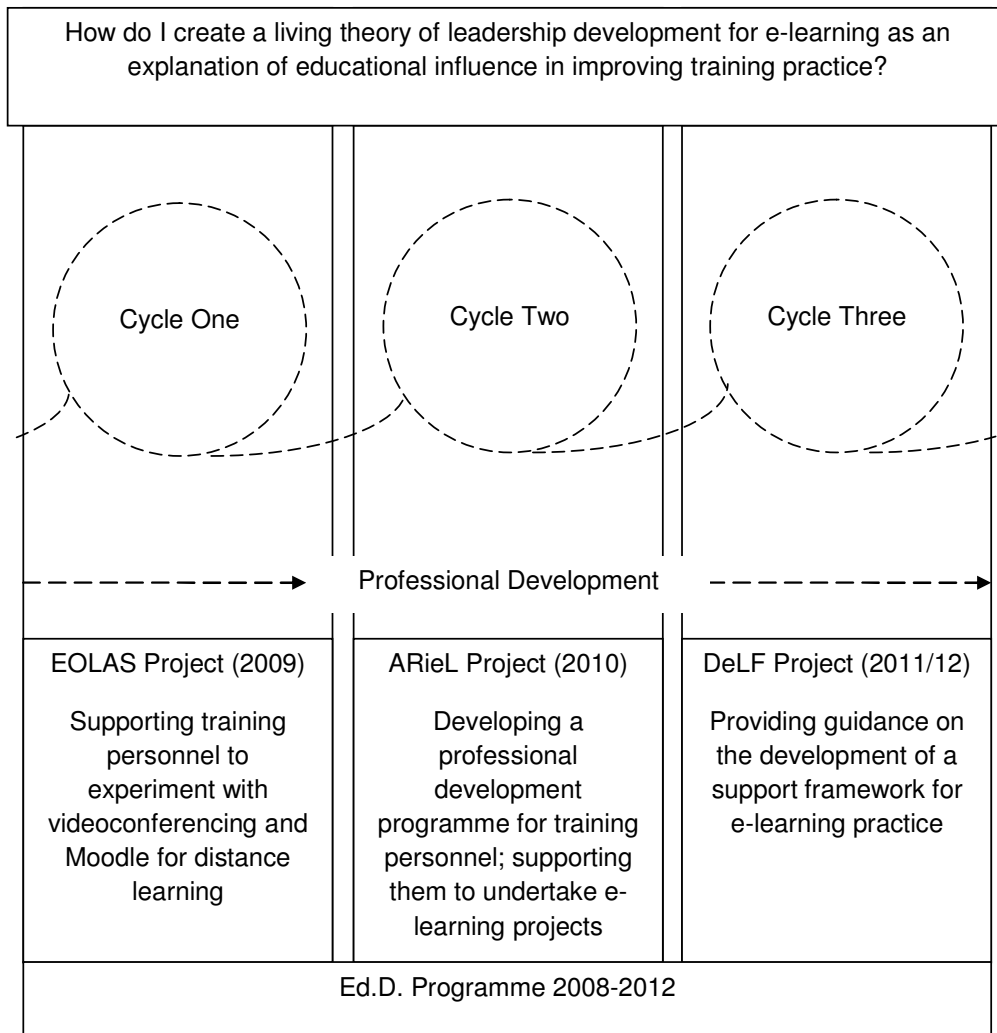 How do I create a living theory of leadership development for e-learning as an
explanation of educational influence in improving training practice?
Cycle One
Cycle Two
Cycle Three
Professional Development
EOLAS Project (2009)
Supporting training
personnel to
experiment with
videoconferencing and
Moodle for distance
learning
ARieL Project (2010)
Developing a
professional
development
programme for training
personnel; supporting
them to undertake e-
learning projects
DeLF Project (2011/12)
Providing guidance on
the development of a
support framework for
e-learning practice
Ed.D. Programme 2008-2012